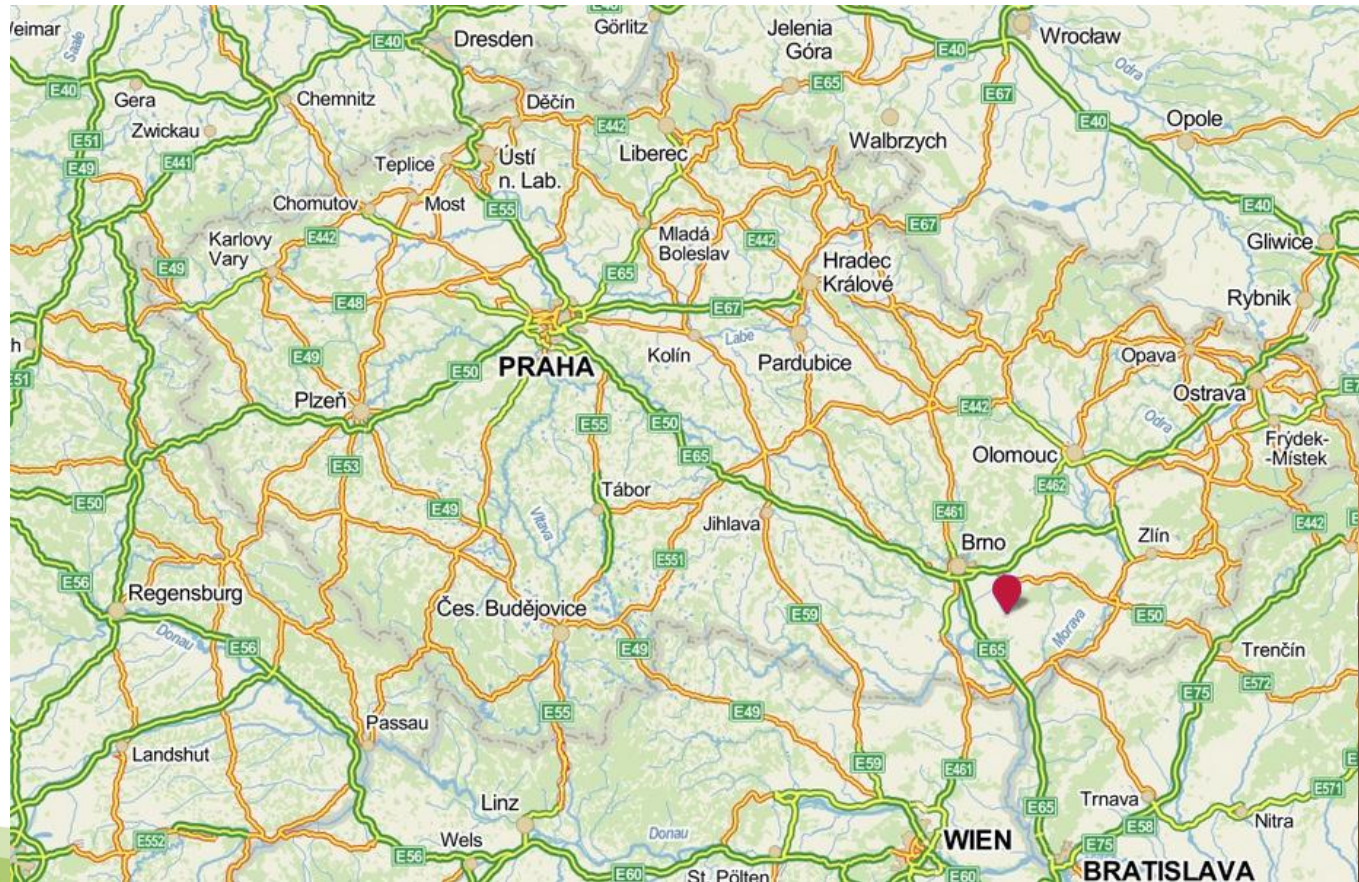 Weimar
Saale
E40
Dresden
Görlitz
E40
Jelenia
Góra
E65
E40
Wrocław
Odra
E40
Gera
Chemnitz
Děčín
E442
E67
E40
Opole
E51
Zwickau
E441
E49
Teplice
Ústí
n. Lab.
Liberec
Walbrzych
Chomutov
Most
E55
E40
Karlovy
Vary
E442
Mladá
Boleslav
E442
E67
Gliwice
E49
E65
Hradec
Králové
Rybnik
E48
E67
h
E49
PRAHA
Kolín
Labe
Pardubice
Opava
E51
E50
Ostrava
Plzeň
E55
E50
E442
Odra
Frýdek-
-Místek
E53
E65
Olomouc
E50
E49
Tábor
Vltava
Jihlava
E461
E462
E442
Brno
Zlín
E551
E56
Regensburg
Čes. Budějovice
E59
Morava
E50
Donau
E56
E49
E65
Trenčín
E75
E572
Passau
E55
E49
Landshut
E59
E461
Linz
E65
Trnava
E571
E552
Wels
Donau
WIEN
E58
Nitra
E56
E60
St. Pölten
E60
E75
BRATISLAVA